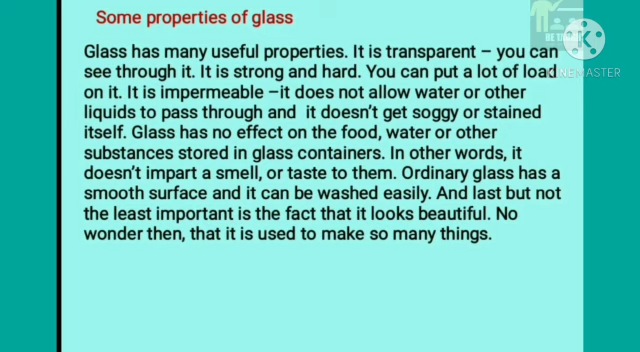 Some properties of glass
Glass has many useful properties. It is transparent – you can
see through it. It is strong and hard. You can put a lot of load
on it. It is impermeable –it does not allow water or other
liquids to pass through and it doesn't get soggy or stained
itself. Glass has no effect on the food, water or other
substances stored in glass containers. In other words, it
doesn't impart a smell, or taste to them. Ordinary glass has a
smooth surface and it can be washed easily. And last but not
the least important is the fact that it looks beautiful. No
wonder then, that it is used to make so many things.
K
KINEMASTER